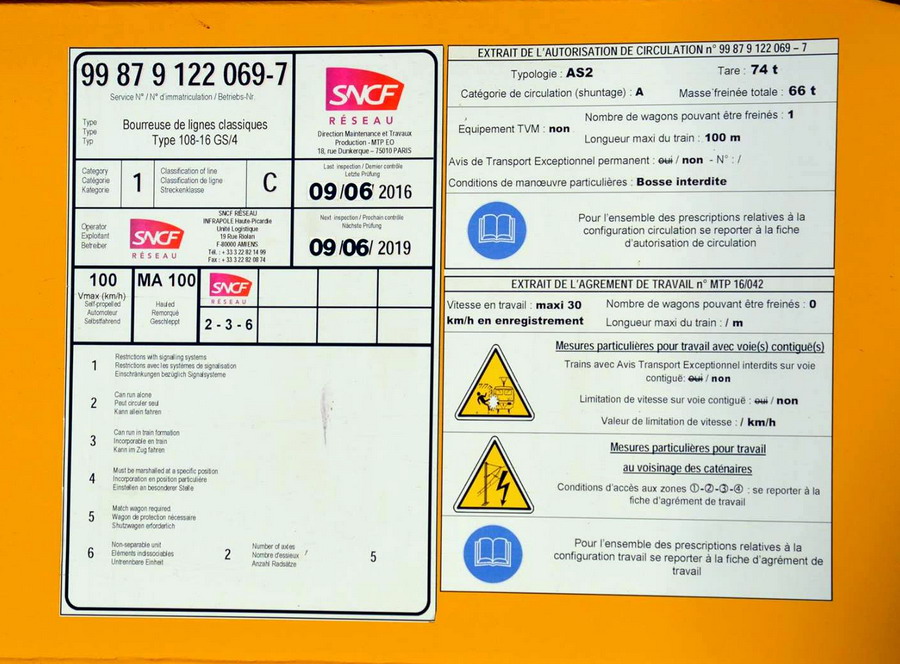 99 87 9 122 069-7
Service N° / N° d'immatriculation / Betriebs-Nr.
Type
Type
Typ
Bourreuse de lignes classiques
Type 108-16 GS/4
SNCF
RÉSEAU
Direction Maintenance et Travaux
Production - MTP EO
18, rue Dunkerque – 75010 PARIS
Category
Catégorie
Kategorie
1
Classification of line
Classification de ligne
Streckenklasse
C
Last inspection / Dernier contrôle
Letzte Prüfung
09/06/ 2016
Operator
Exploitant
Betreiber
SNCF
RÉSEAU
SNCF RÉSEAU
INFRAPOLE Haute Picardie
Unité Logistique
19 Rue Riolan
F-80000 AMIENS
Tél. : + 33 3 22 82 14 99
Fax : + 33 3 22 82 08 74
Next inspection / Prochain contrôle
Nächste Prüfung
09/06/ 2019
100
Vmax (km/h)
Self-propelled
Automoteur
Selbstfahrend
MA 100
Hauled
Remorqué
Geschleppt
SNCF
RÉSEAU
2 - 3 - 6
1
Restrictions with signalling systems
Restrictions avec les systèmes de signalisation
Einschränkungen bezüglich Signalsysteme
2
Can run alone
Peut circuler seul
Kann allein fahren
3
Can run in train formation
Incorporable en train
Kann im Zug fahren
4
Must be marshalled at a specific position
Incorporation en position particulière
Einstellen an besonderer Stelle
5
Match wagon required
Wagon de protection nécessaire
Shutzwagen erforderlich
6
Non-separable unit
Eléments indissociables
Untrennbare Einheit
2
Number of axles
Nombre d'essieux
Anzahl Radsätze
5
EXTRAIT DE L'AUTORISATION DE CIRCULATION n° 99 87 9 122 069 – 7
Typologie : AS2
Tare : 74 t
Catégorie de circulation (shuntage) : A
Masse freinée totale : 66 t
Equipement TVM : non
Nombre de wagons pouvant être freinés : 1
Longueur maxi du train : 100 m
Avis de Transport Exceptionnel permanent : oui / non - N° : /
Conditions de manœuvre particulières : Bosse interdite
Pour l'ensemble des prescriptions relatives à la
configuration circulation se reporter à la fiche
d'autorisation de circulation
EXTRAIT DE L'AGREMENT DE TRAVAIL n° MTP 16/042
Vitesse en travail : maxi 30
km/h en enregistrement
Nombre de wagons pouvant être freinés : 0
Longueur maxi du train : / m
Mesures particulières pour travail avec voie(s) contiguë(s)
Trains avec Avis Transport Exceptionnel interdits sur voie
contiguë: oui / non
Limitation de vitesse sur voie contiguë : oui / non
Valeur de limitation de vitesse : / km/h
Mesures particulières pour travail
au voisinage des caténaires
Conditions d'accès aux zones ①-②-③-④ : se reporter à la
fiche d'agrément de travail
Pour l'ensemble des prescriptions relatives à la
configuration travail se reporter à la fiche d'agrément de
travail